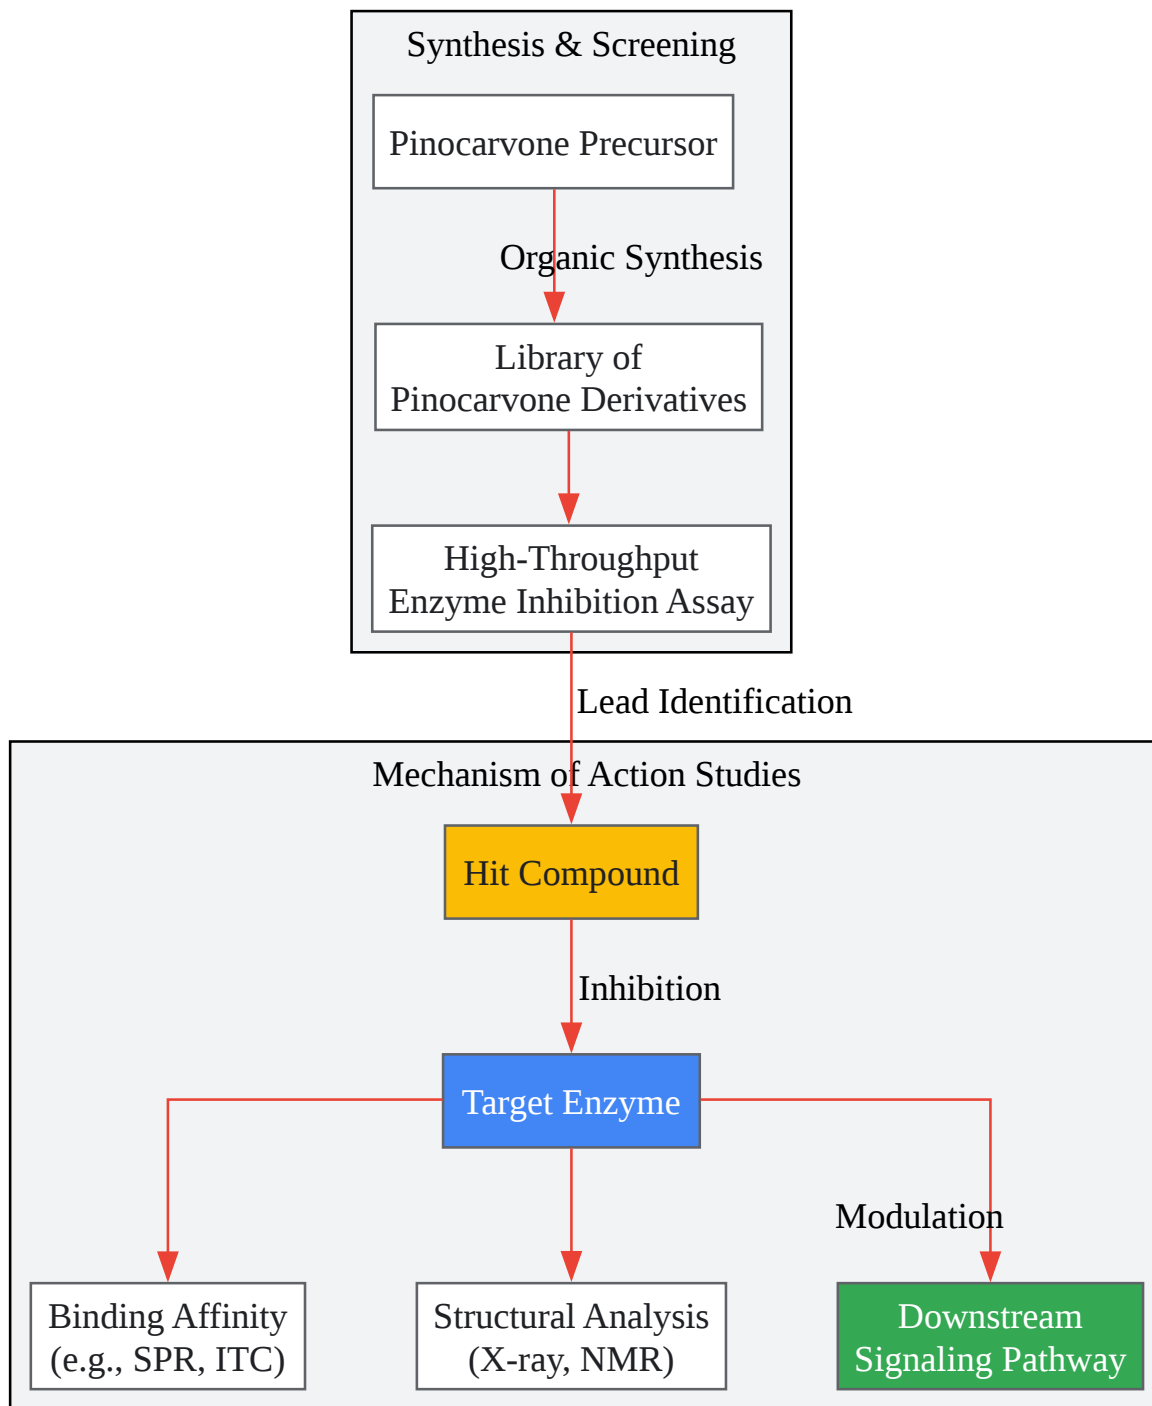 Synthesis & Screening
Pinocarvone Precursor
Organic Synthesis
Library of
Pinocarvone Derivatives
High-Throughput
Enzyme Inhibition Assay
Lead Identification
Mechanism of Action Studies
Hit Compound
Inhibition
Target Enzyme
Modulation
Binding Affinity
(e.g., SPR, ITC)
Structural Analysis
(X-ray, NMR)
Downstream
Signaling Pathway